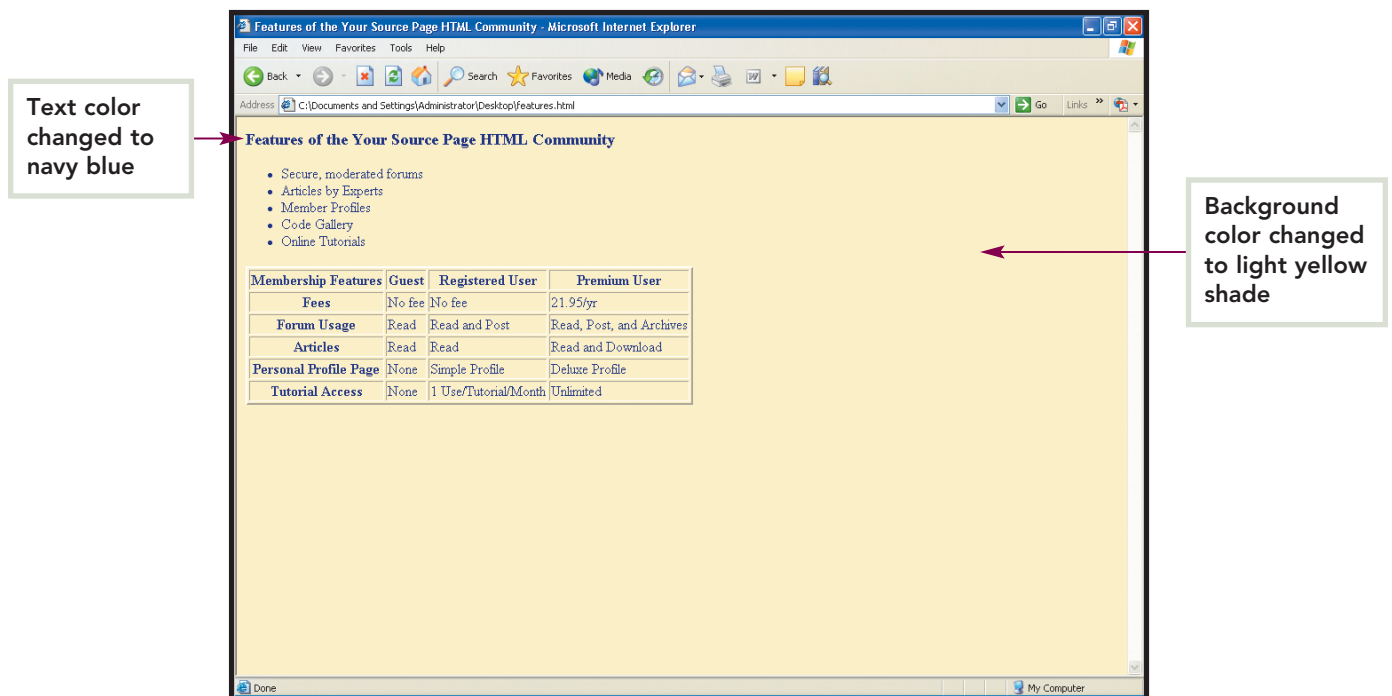 Features of the Your Source Page HTML Community - Microsoft Internet Explorer
File Edit View Favorites Tools Help
Back Search Favorites Media
Address C:\Documents and Settings\Administrator\Desktop\features.html Go Links »
Text color
changed to
navy blue
Features of the Your Source Page HTML Community
• Secure, moderated forums
• Articles by Experts
• Member Profiles
• Code Gallery
• Online Tutorials
Background
color changed
to light yellow
shade
Membership Features Guest Registered User Premium User
Fees No fee No fee 21.95/yr
Forum Usage Read Read and Post Read, Post, and Archives
Articles Read Read Read and Download
Personal Profile Page None Simple Profile Deluxe Profile
Tutorial Access None 1 Use/Tutorial/Month Unlimited
Done My Computer